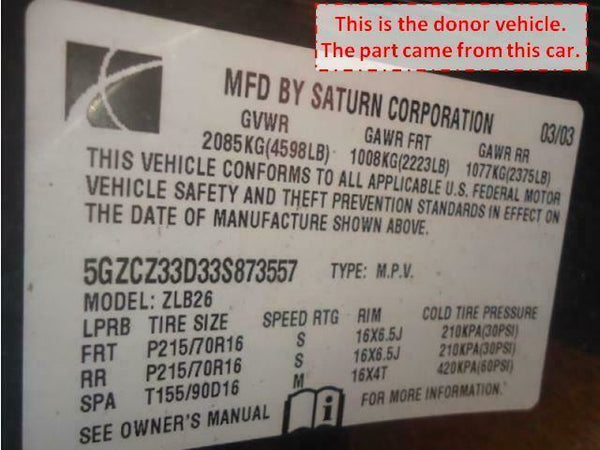 This is the donor vehicle.
The part came from this car.
MFD BY SATURN CORPORATION 03/03
GVWR GAWR FRT GAWR RR
2085KG(4598LB) 1008KG(2223LB) 1077KG(2375LB)
THIS VEHICLE CONFORMS TO ALL APPLICABLE U.S. FEDERAL MOTOR
VEHICLE SAFETY AND THEFT PREVENTION STANDARDS IN EFFECT ON
THE DATE OF MANUFACTURE SHOWN ABOVE.
5GZCZ33D33S873557 TYPE: M.P.V.
MODEL: ZLB26
LPRB TIRE SIZE SPEED RTG RIM COLD TIRE PRESSURE
FRT P215/70R16 S 16X6.5J 210KPA(30PSI)
RR P215/70R16 S 16X6.5J 210KPA(30PSI)
SPA T155/90D16 M 16X4T 420KPA(60PSI)
SEE OWNER'S MANUAL i FOR MORE INFORMATION.